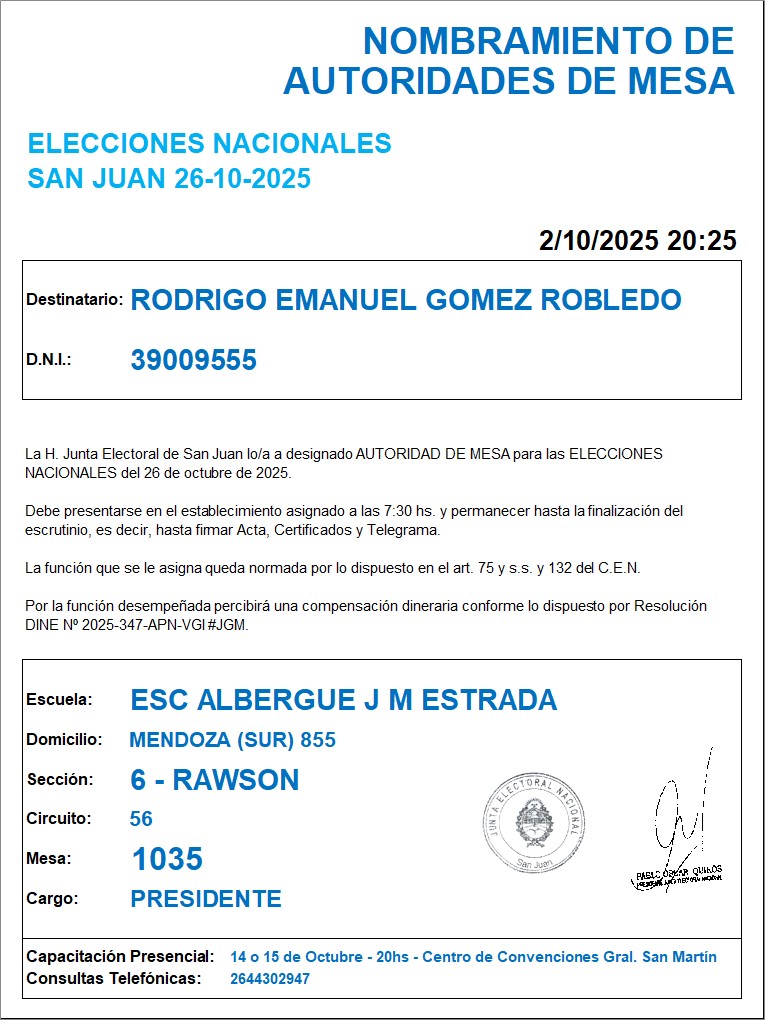 NOMBRAMIENTO DE
AUTORIDADES DE MESA
ELECCIONES NACIONALES
SAN JUAN 26-10-2025
2/10/2025 20:25
Destinatario: RODRIGO EMANUEL GOMEZ ROBLEDO
D.N.I.: 39009555
La H. Junta Electoral de San Juan lo/a a designado AUTORIDAD DE MESA para las ELECCIONES
NACIONALES del 26 de octubre de 2025.
Debe presentarse en el establecimiento asignado a las 7:30 hs. y permanecer hasta la finalización del
escrutinio, es decir, hasta firmar Acta, Certificados y Telegrama.
La función que se le asigna queda normada por lo dispuesto en el art. 75 y s.s. y 132 del C.E.N.
Por la función desempeñada percibirá una compensación dineraria conforme lo dispuesto por Resolución
DINE Nº 2025-347-APN-VGI#JGM.
Escuela: ESC ALBERGUE J M ESTRADA
Domicilio: MENDOZA (SUR) 855
Sección: 6 - RAWSON
Circuito: 56
Mesa: 1035
Cargo: PRESIDENTE
JUNTA ELECTORAL NACIONAL
San Juan
PABLO OSCAR QUIROS
Capacitación Presencial: 14 o 15 de Octubre - 20hs - Centro de Convenciones Gral. San Martín
Consultas Telefónicas: 2644302947